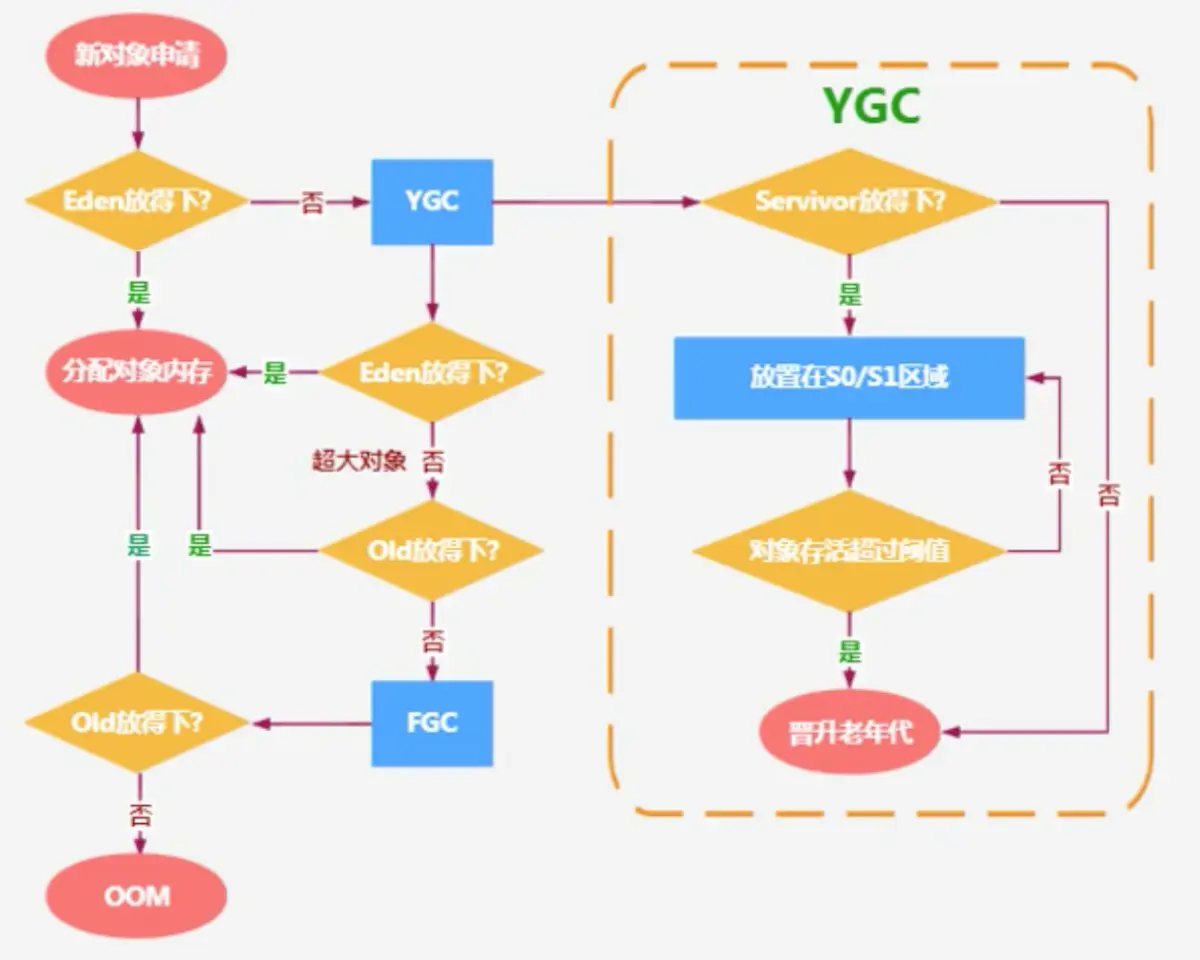 新对象申请
YGC
Eden放得下?
否
YGC
Servivor放得下?
是
是
分配对象内存
是
Eden放得下?
放置在S0/S1区域
超大对象
否
否
否
是
是
Old放得下?
对象存活超过阈值
否
是
Old放得下?
FGC
晋升老年代
否
OOM